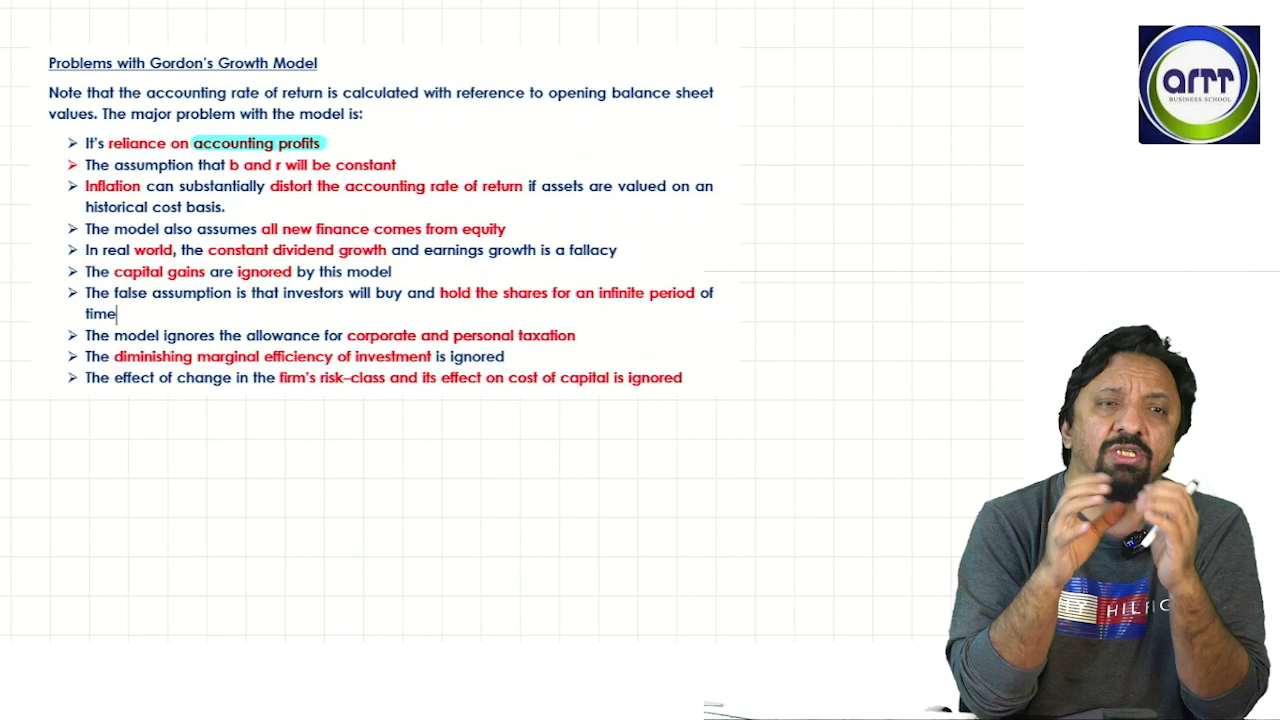 Problems with Gordon's Growth Model
Note that the accounting rate of return is calculated with reference to opening balance sheet
values. The major problem with the model is:
➢ It's reliance on accounting profits
➢ The assumption that b and r will be constant
➢ Inflation can substantially distort the accounting rate of return if assets are valued on an
historical cost basis.
➢ The model also assumes all new finance comes from equity
➢ In real world, the constant dividend growth and earnings growth is a fallacy
➢ The capital gains are ignored by this model
➢ The false assumption is that investors will buy and hold the shares for an infinite period of
time
➢ The model ignores the allowance for corporate and personal taxation
➢ The diminishing marginal efficiency of investment is ignored
➢ The effect of change in the firm's risk–class and its effect on cost of capital is ignored
artt
BUSINESS SCHOOL
HILFIG